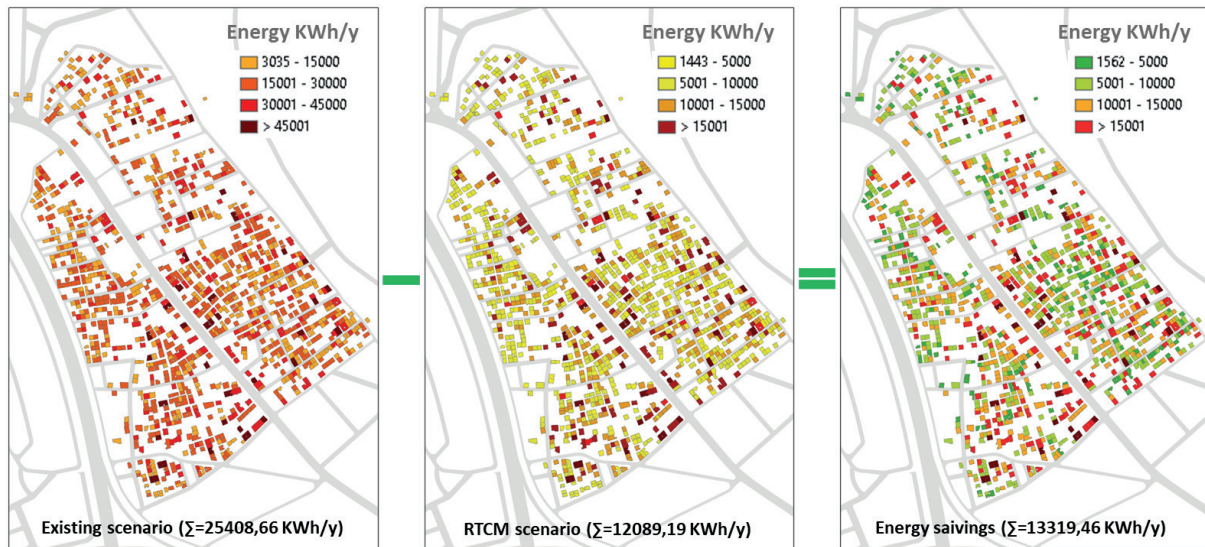 Energy KWh/y
3035 - 15000
15001 - 30000
30001 - 45000
> 45001
Existing scenario (∑=25408,66 KWh/y)
Energy KWh/y
1443 - 5000
5001 - 10000
10001 - 15000
> 15001
RTCM scenario (∑=12089,19 KWh/y)
Energy KWh/y
1562 - 5000
5001 - 10000
10001 - 15000
> 15001
Energy saivings (∑=13319,46 KWh/y)